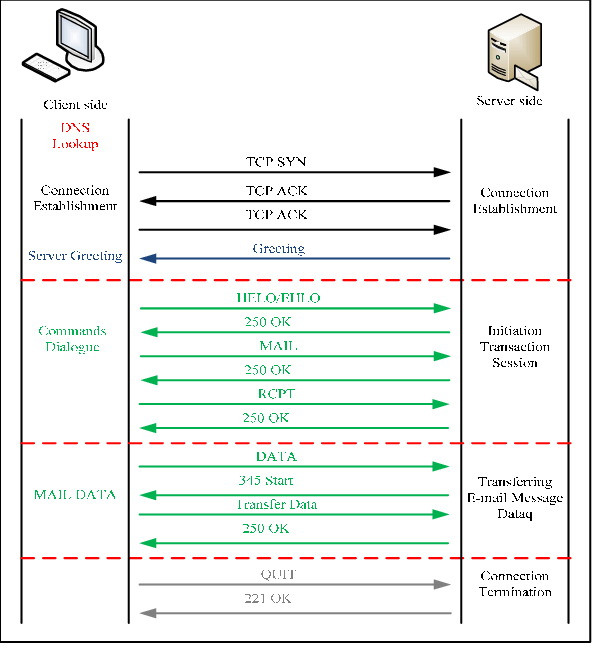 Client side
Server side
DNS
Lookup
TCP SYN
Connection
Establishment
TCP ACK
Connection
Establishment
TCP ACK
Server Greeting
Greeting
HELO/EHLO
250 OK
Commands
Dialogue
MAIL
Initiation
Transaction
Session
250 OK
RCPT
250 OK
DATA
345 Start
MAIL DATA
Transferring
E-mail Message
Dataq
Transfer Data
250 OK
QUIT
Connection
Termination
221 OK